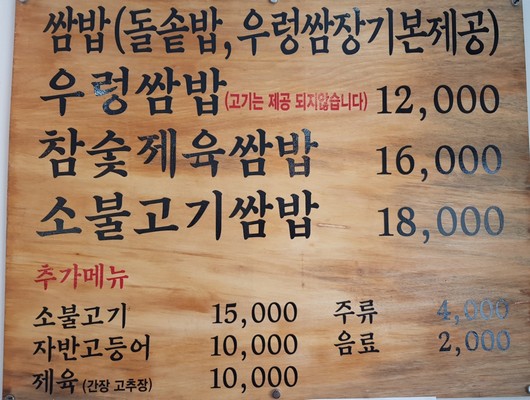 쌈밥(돌솥밥, 우렁쌈장기본제공)
우렁쌈밥(고기는 제공 되지않습니다) 12,000
참숯제육쌈밥 16,000
소불고기쌈밥 18,000
추가메뉴
소불고기 15,000 주류 4,000
자반고등어 10,000 음료 2,000
제육(간장 고추장) 10,000